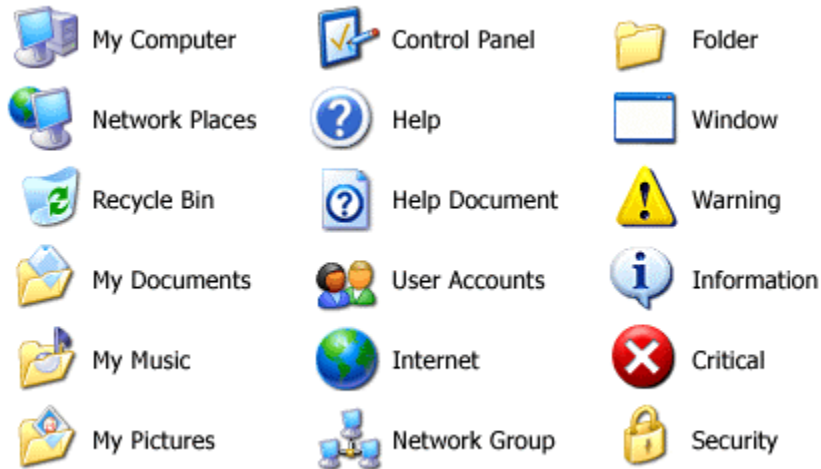 My Computer
Control Panel
Folder
Network Places
Help
Window
Recycle Bin
Help Document
Warning
My Documents
User Accounts
Information
My Music
Internet
Critical
My Pictures
Network Group
Security